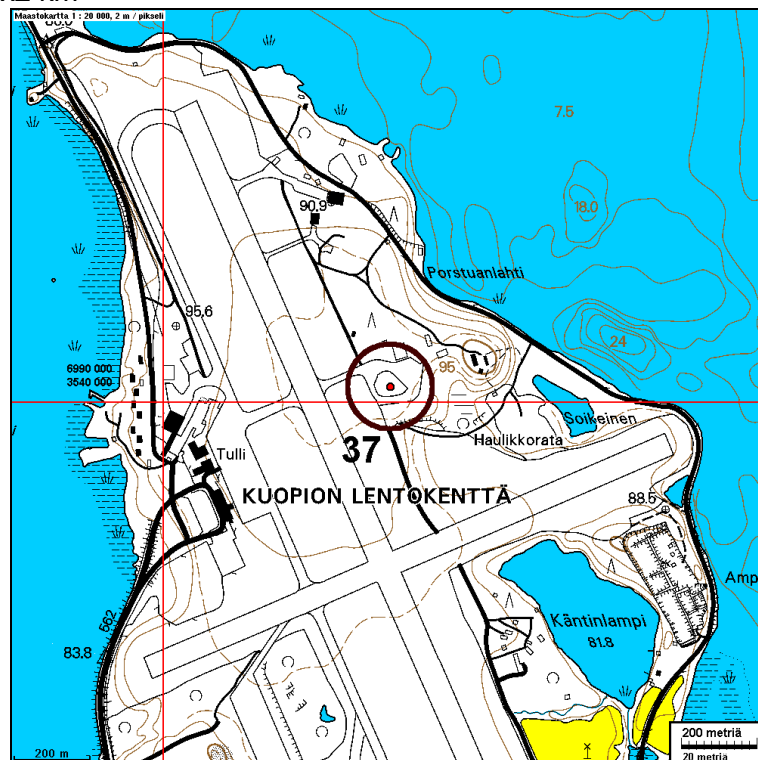 Maastokartta 1 : 20 000, 2 m / pikseli
7.5
90.9
18.0
Porstuanlahti
95.6
24
6990 000
3540 000
95
Soikeinen
37
Haulikkorata
Tulli
KUOPION LENTOKENTTÄ
88.5
Amp
562
Käntinlampi
81.8
83.8
200 m
200 metriä
20 metriä